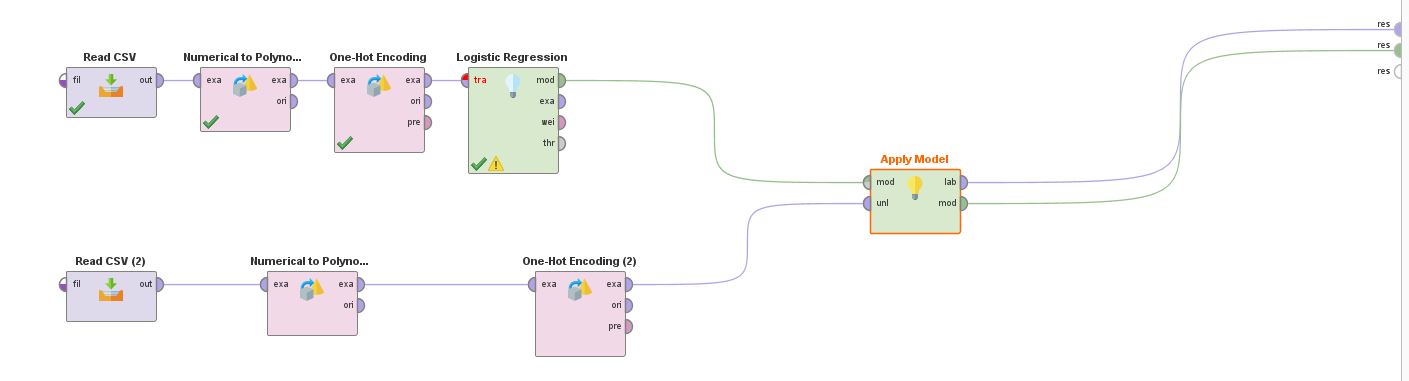 res
res
res
Read CSV
fil out
Numerical to Polyno...
exa exa
ori
One-Hot Encoding
exa exa
ori
pre
Logistic Regression
tra mod
exa
wei
thr
Apply Model
mod lab
unl mod
Read CSV (2)
fil out
Numerical to Polyno...
exa exa
ori
One-Hot Encoding (2)
exa exa
ori
pre